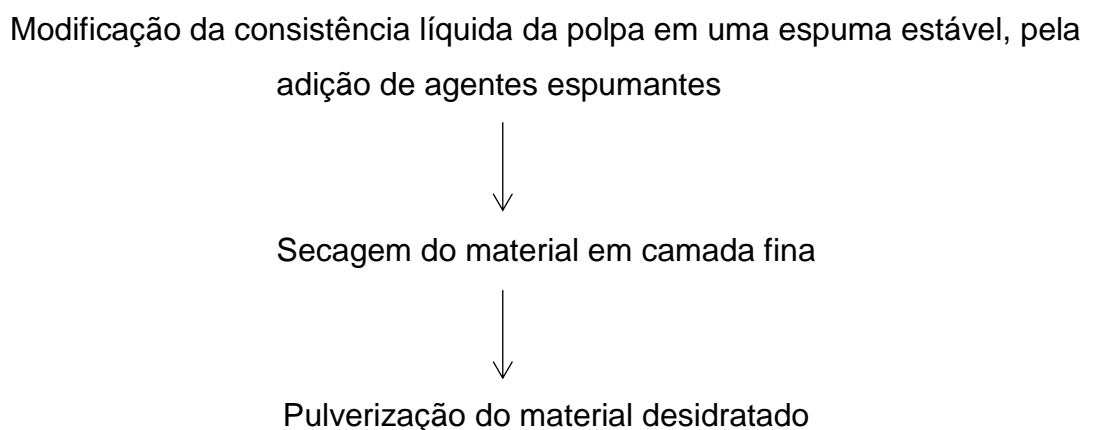 Modificação da consistência líquida da polpa em uma espuma estável, pela
adição de agentes espumantes
Secagem do material em camada fina
Pulverização do material desidratado